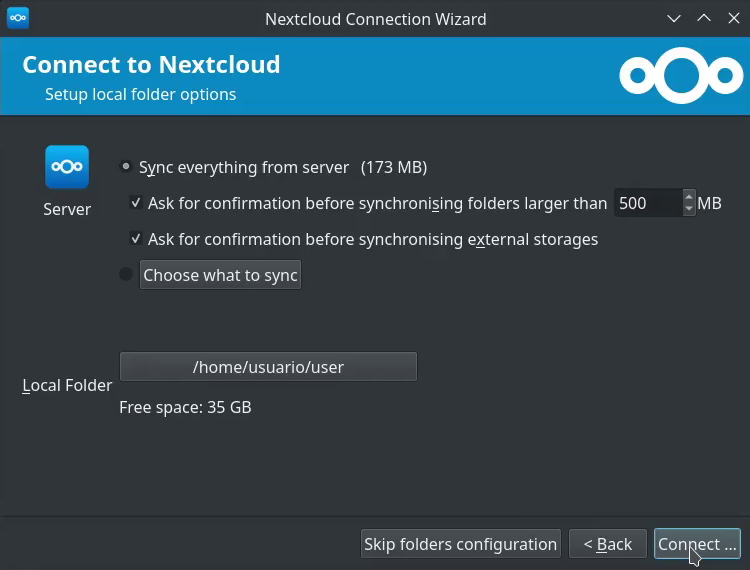 Nextcloud Connection Wizard
Connect to Nextcloud
Setup local folder options
Server
Sync everything from server (173 MB)
Ask for confirmation before synchronising folders larger than 500 MB
Ask for confirmation before synchronising external storages
Choose what to sync
Local Folder
/home/usuario/user
Free space: 35 GB
Skip folders configuration
< Back
Connect ...